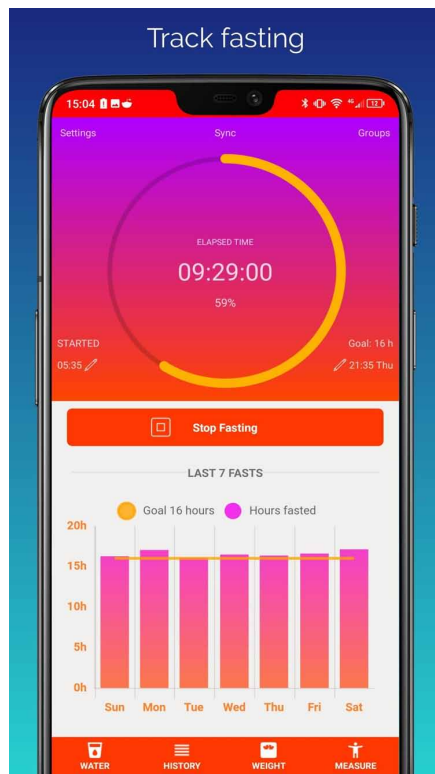 Track fasting
15:04
4G
12
Settings
Sync
Groups
ELAPSED TIME
09:29:00
59%
STARTED
Goal: 16 h
05:35
21:35 Thu
Stop Fasting
LAST 7 FASTS
Goal 16 hours
Hours fasted
20h
15h
10h
5h
0h
Sun Mon Tue Wed Thu Fri Sat
WATER HISTORY WEIGHT MEASURE